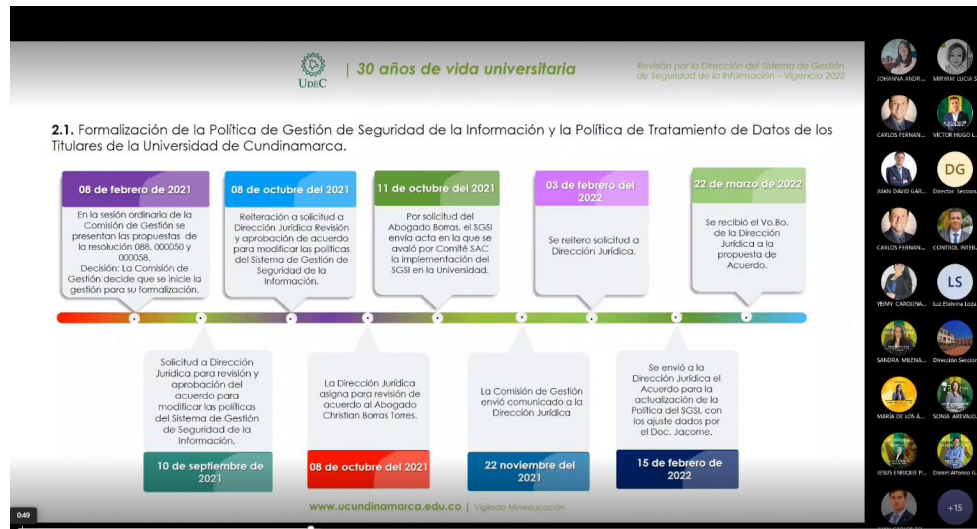 UDEC
| 30 años de vida universitaria
Revisión por la Dirección del Sistema de Gestión
de Seguridad de la Información – Vigencia 2022
2.1. Formalización de la Política de Gestión de Seguridad de la Información y la Política de Tratamiento de Datos de los
Titulares de la Universidad de Cundinamarca.
08 de febrero de 2021
En la sesión ordinaria de la
Comisión de Gestión se
presentan las propuestas de
la resolución 088, 000050 y
000058.
Decisión: La Comisión de
Gestión decide que se inicie la
gestión para su formalización.
08 de octubre del 2021
Reiteración a solicitud a
Dirección Jurídica Revisión
y aprobación de acuerdo
para modificar las políticas
del Sistema de Gestión de
Seguridad de la
Información.
11 de octubre del 2021
Por solicitud del
Abogado Borras, el SGSI
envía acta en la que se
avaló por Comité SAC
la implementación del
SGSI en la Universidad.
03 de febrero del
2022
Se reitero solicitud a
Dirección Jurídica.
22 de marzo de 2022
Se recibió el Vo.Bo.
de la Dirección
Jurídica a la
propuesta de
Acuerdo.
Solicitud a Dirección
Jurídica para revisión y
aprobación del
acuerdo para
modificar las políticas
del Sistema de Gestión
de Seguridad de la
Información.
10 de septiembre de
2021
La Dirección Jurídica
asigna para revisión de
acuerdo al Abogado
Christian Borras Torres.
08 de octubre del 2021
La Comisión de Gestión
envió comunicado a la
Dirección Jurídica
22 noviembre del
2021
Se envió a la
Dirección Jurídica el
Acuerdo para la
actualización de la
Política del SGSI, con
los ajuste dados por
el Doc. Jacome.
15 de febrero de
2022
www.ucundinamarca.edu.co | Vigilada Mineducación
0:49
JOHANNA ANDR...
MIRYAM LUCIA S
CARLOS FERNAN...
VÍCTOR HUGO L.
JUAN DAVID GAR...
DG
Director Seccion.
CARLOS FERNAN...
CONTROL INTER.
YEIMY CAROLINA...
LS
Luz Etelvina Loza
SANDRA MILENA...
Dirección Seccion
MARÍA DE LOS Á...
SONIA AREVALO.
JESUS ENRIQUE P...
Daniel Alfonso G.
+15